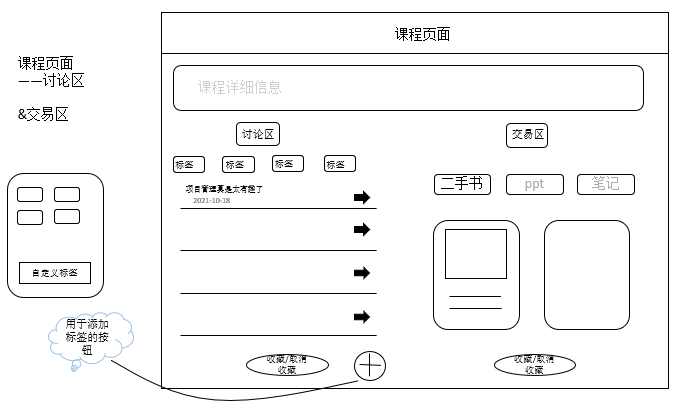 课程页面
课程页面
——讨论区
&交易区
课程详细信息
讨论区
交易区
标签
标签
标签
标签
项目管理真是太有趣了
2021-10-18
二手书
ppt
笔记
自定义标签
用于添加
标签的按
钮
收藏/取消
收藏
收藏/取消
收藏